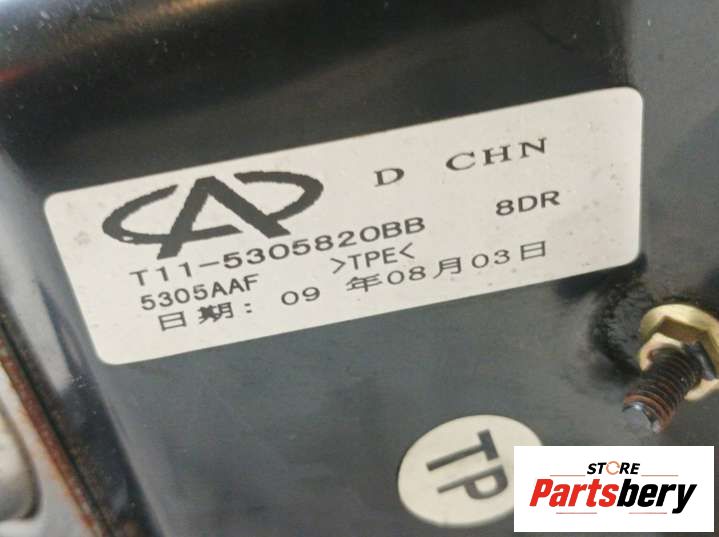 D CHN
T11-5305820BB 8DR
5305AAF >TPE<
日期: 09 年08月03日
TP
STORE
Partsbery